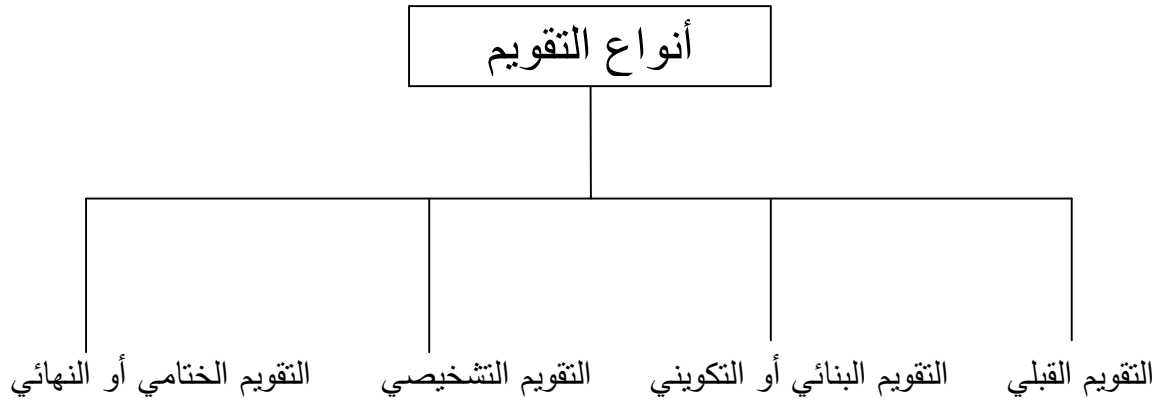 أنواع التقويم
التقويم القبلي
التقويم البنائي أو التكويني
التقويم التشخيصي
التقويم الختامي أو النهائي